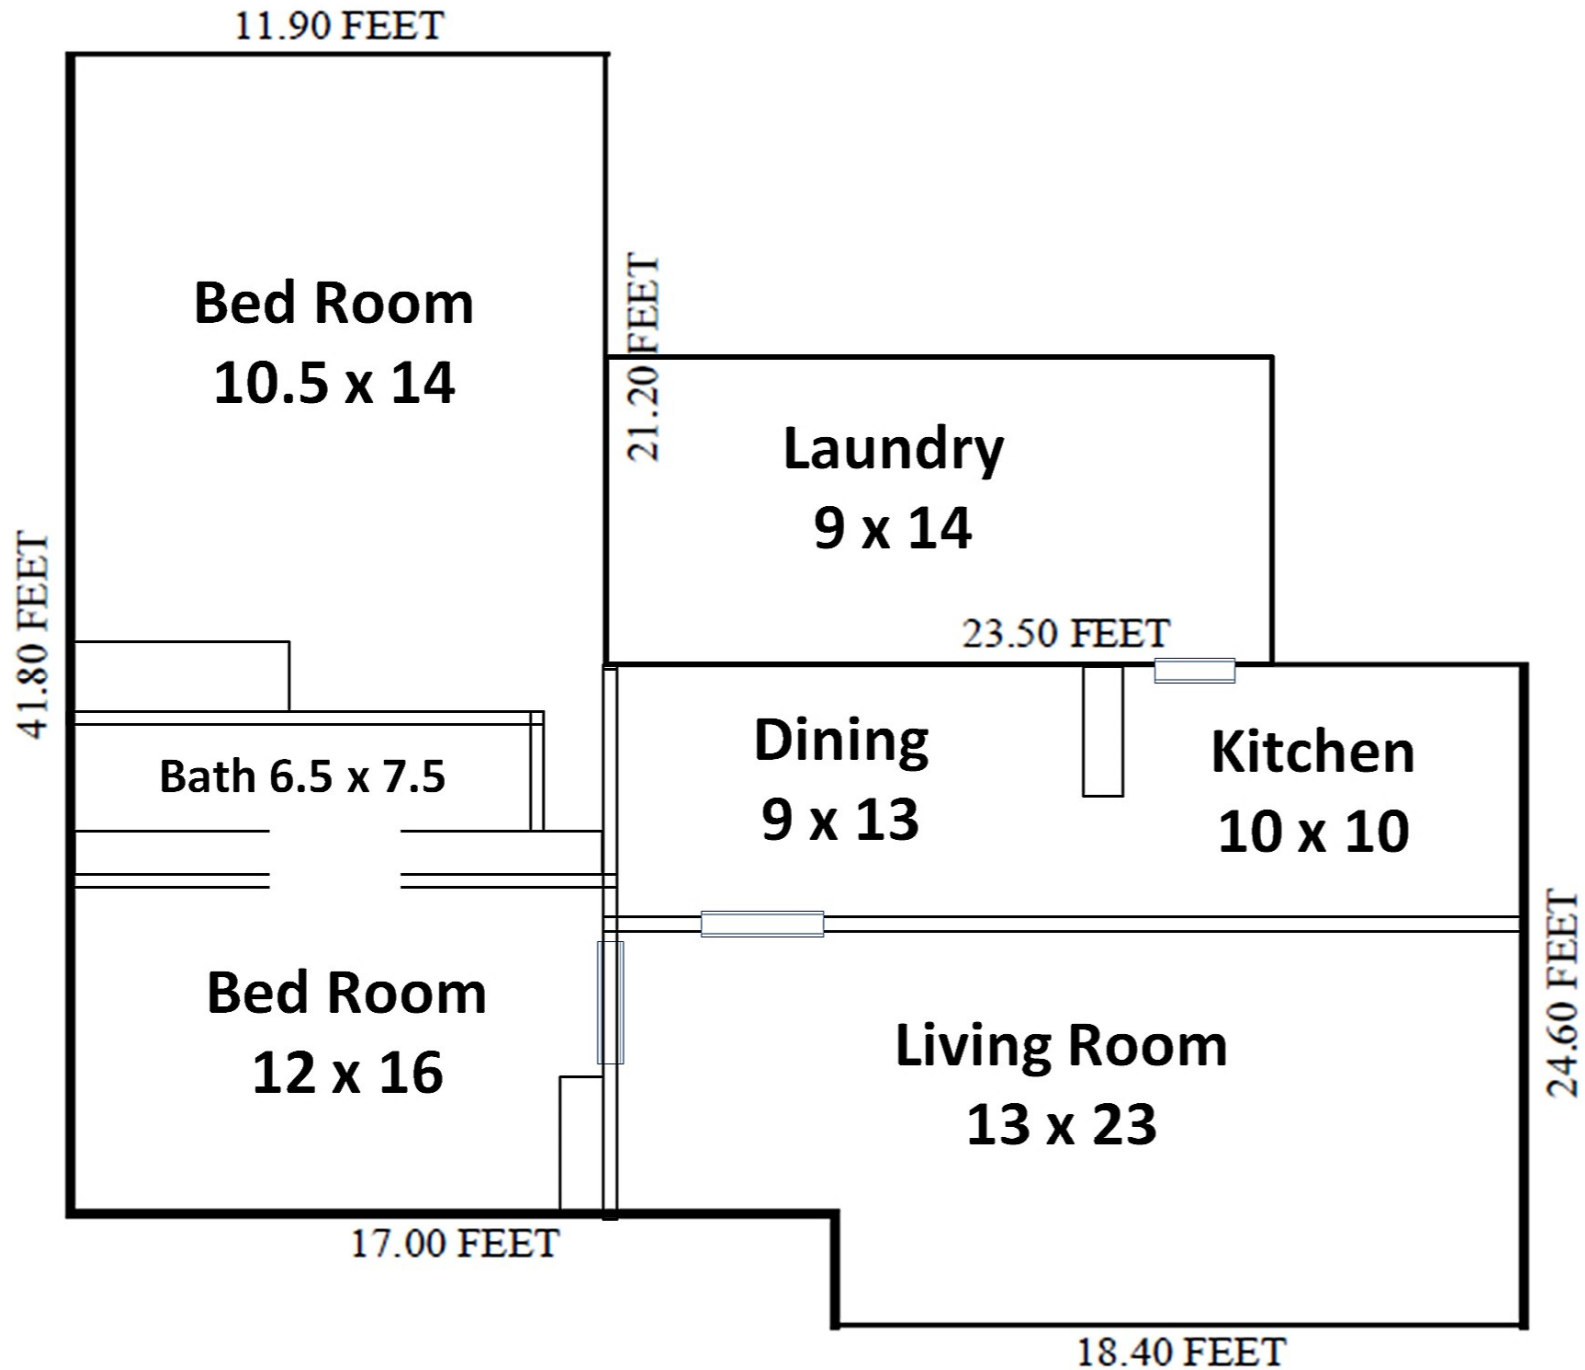 11.90 FEET
Bed Room
10.5 x 14
21.20 FEET
Laundry
9 x 14
41.80 FEET
23.50 FEET
Dining
9 x 13
Kitchen
10 x 10
Bath 6.5 x 7.5
Bed Room
12 x 16
24.60 FEET
Living Room
13 x 23
17.00 FEET
18.40 FEET